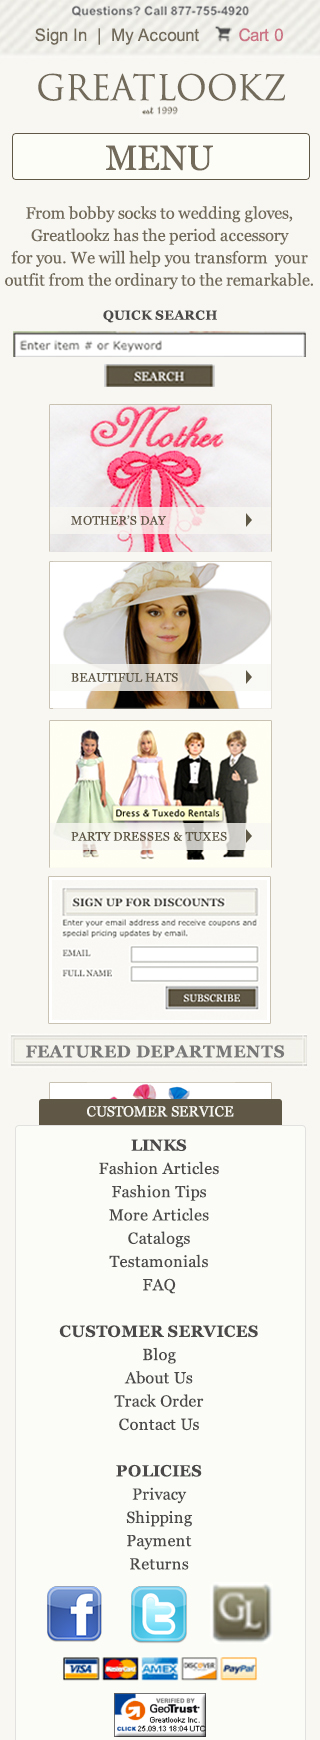 Questions? Call 877-755-4920
Sign In | My Account Cart 0
GREATLOOKZ
est 1999
MENU
From bobby socks to wedding gloves,
Greatlookz has the period accessory
for you. We will help you transform your
outfit from the ordinary to the remarkable.
QUICK SEARCH
Enter item # or Keyword
SEARCH
Mother
MOTHER'S DAY
BEAUTIFUL HATS
Dress & Tuxedo Rentals
PARTY DRESSES & TUXES
SIGN UP FOR DISCOUNTS
Enter your email address and receive coupons and
special pricing updates by email.
EMAIL
FULL NAME
SUBSCRIBE
FEATURED DEPARTMENTS
CUSTOMER SERVICE
LINKS
Fashion Articles
Fashion Tips
More Articles
Catalogs
Testamonials
FAQ
CUSTOMER SERVICES
Blog
About Us
Track Order
Contact Us
POLICIES
Privacy
Shipping
Payment
Returns
f t GL
VISA MasterCard AMEX DISCOVER PayPal
VERIFIED BY
GeoTrust
Greatlookz Inc.
CLICK 25.09.13 18:04 UTC